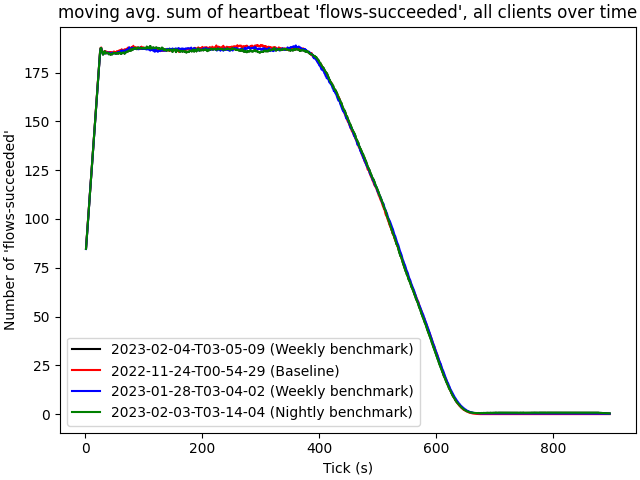 moving avg. sum of heartbeat 'flows-succeeded', all clients over time
Number of 'flows-succeeded'
175
150
125
100
75
50
25
0
2023-02-04-T03-05-09 (Weekly benchmark)
2022-11-24-T00-54-29 (Baseline)
2023-01-28-T03-04-02 (Weekly benchmark)
2023-02-03-T03-14-04 (Nightly benchmark)
0 200 400 600 800
Tick (s)